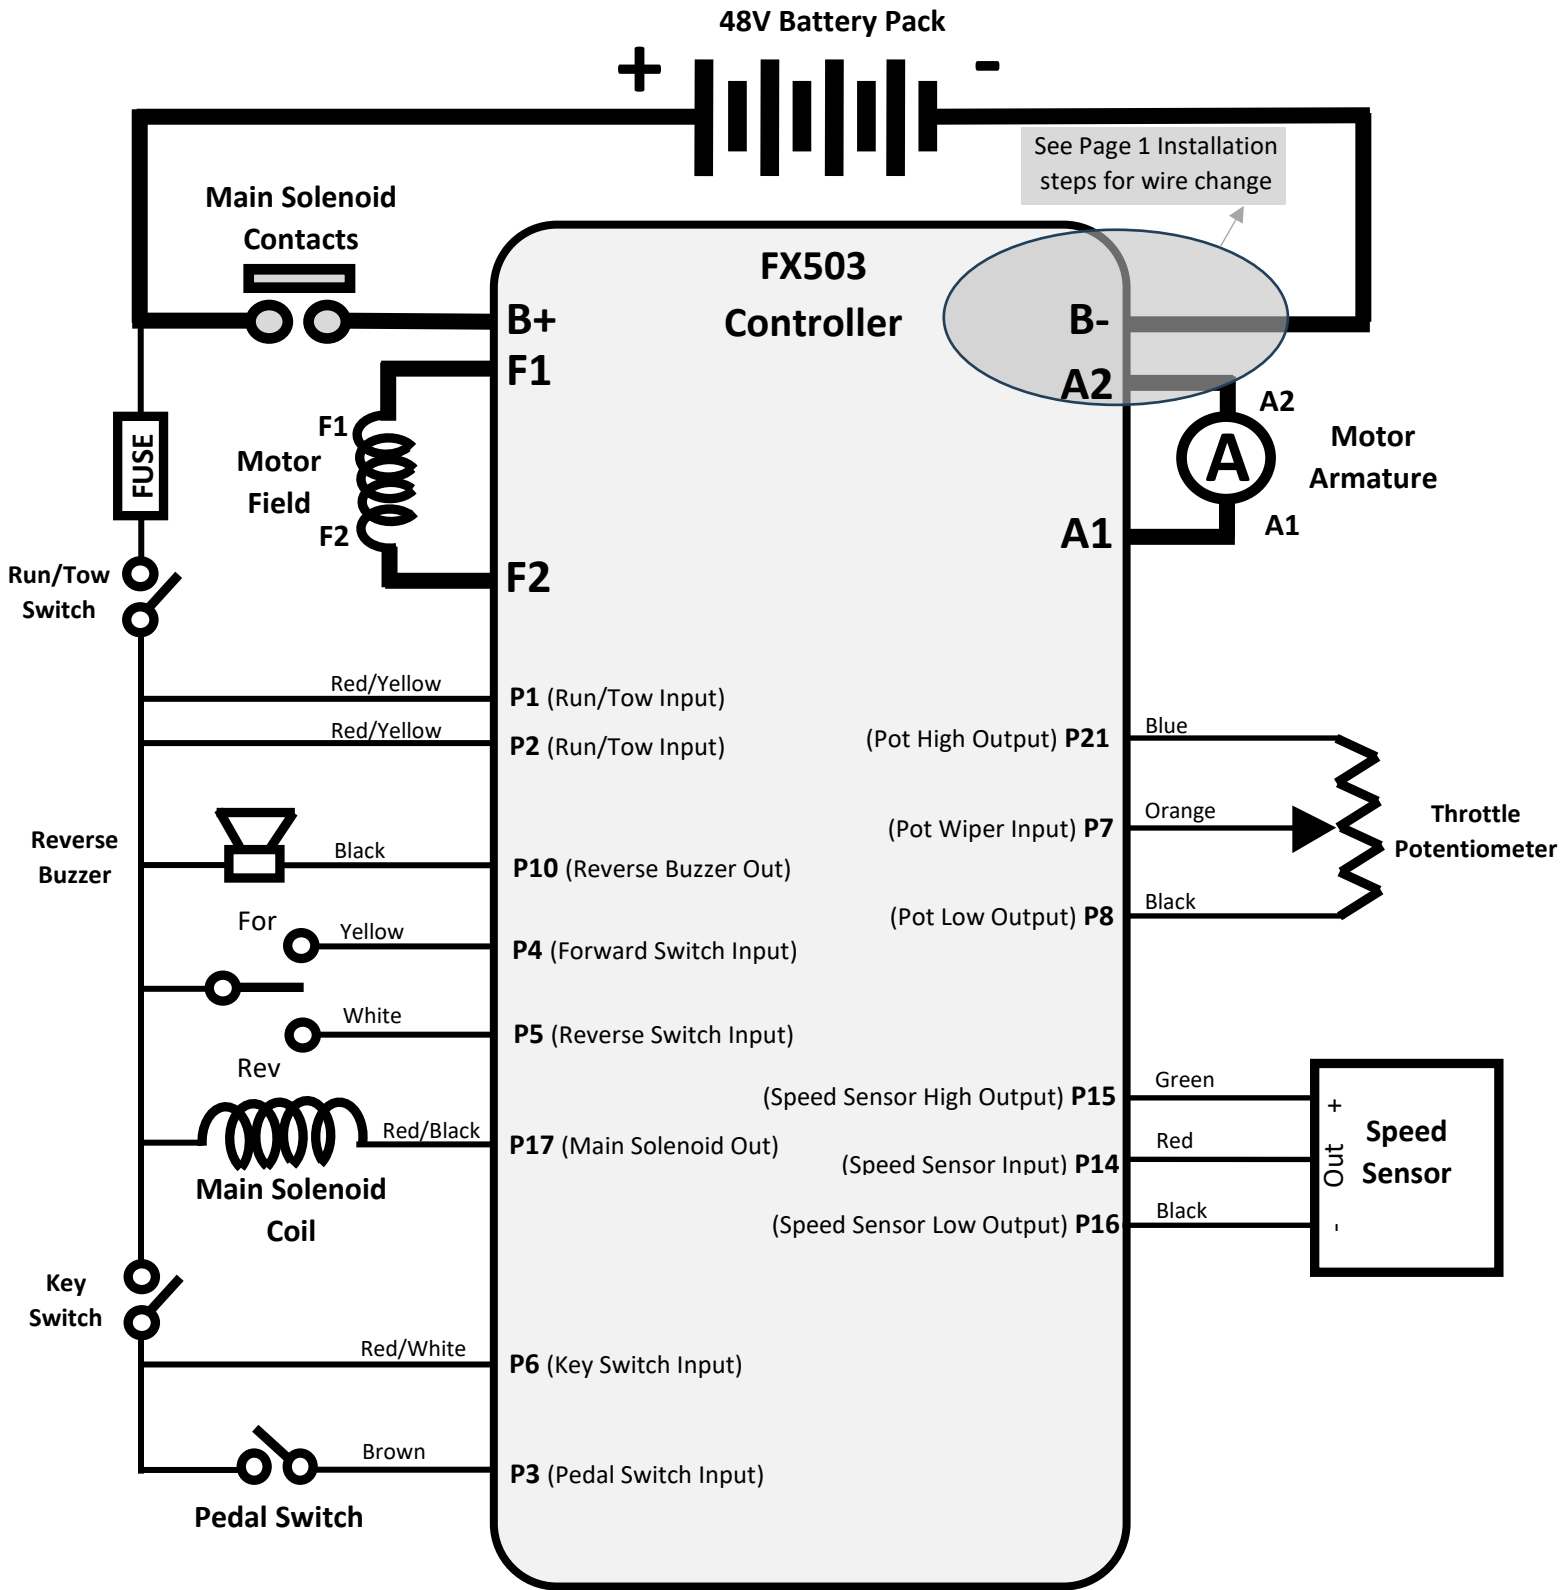 48V Battery Pack
+
-
See Page 1 Installation
steps for wire change
Main Solenoid
Contacts
FX503
Controller
B+
B-
F1
A2
F1
A2
Motor
Field
A
Motor
Armature
FUSE
F2
A1
A1
F2
Run/Tow
Switch
Red/Yellow
P1 (Run/Tow Input)
Red/Yellow
P2 (Run/Tow Input)
(Pot High Output) P21
Blue
(Pot Wiper Input) P7
Orange
Throttle
Potentiometer
Reverse
Buzzer
Black
P10 (Reverse Buzzer Out)
(Pot Low Output) P8
Black
For
Yellow
P4 (Forward Switch Input)
White
P5 (Reverse Switch Input)
Rev
(Speed Sensor High Output) P15
Green
+
Red/Black
P17 (Main Solenoid Out)
(Speed Sensor Input) P14
Red
Out
Speed
Sensor
Main Solenoid
Coil
(Speed Sensor Low Output) P16
Black
-
Key
Switch
Red/White
P6 (Key Switch Input)
Brown
P3 (Pedal Switch Input)
Pedal Switch